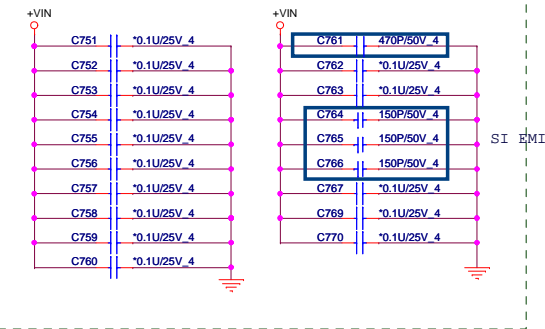 +VIN +VIN
C751 *0.1U/25V_4 C761 470P/50V_4
C752 *0.1U/25V_4 C762 *0.1U/25V_4
C753 *0.1U/25V_4 C763 *0.1U/25V_4
C754 *0.1U/25V_4 C764 150P/50V_4
C755 *0.1U/25V_4 C765 150P/50V_4 SI EMI
C756 *0.1U/25V_4 C766 150P/50V_4
C757 *0.1U/25V_4 C767 *0.1U/25V_4
C758 *0.1U/25V_4 C769 *0.1U/25V_4
C759 *0.1U/25V_4 C770 *0.1U/25V_4
C760 *0.1U/25V_4